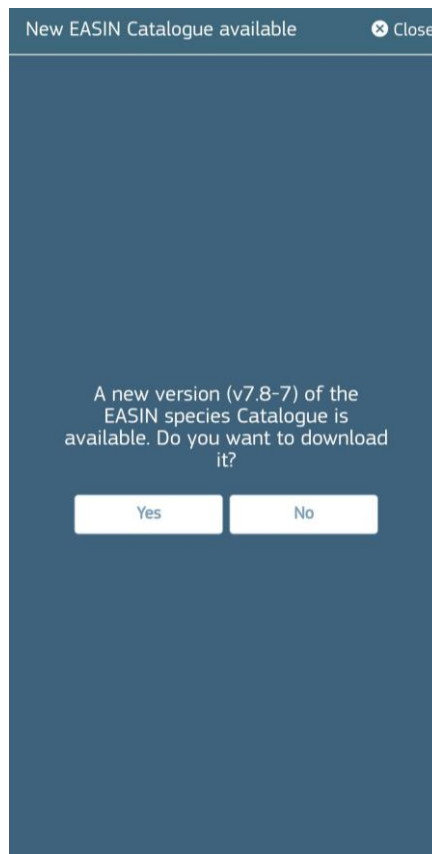 New EASIN Catalogue available
Close
A new version (v7.8-7) of the
EASIN species Catalogue is
available. Do you want to download
it?
Yes
No